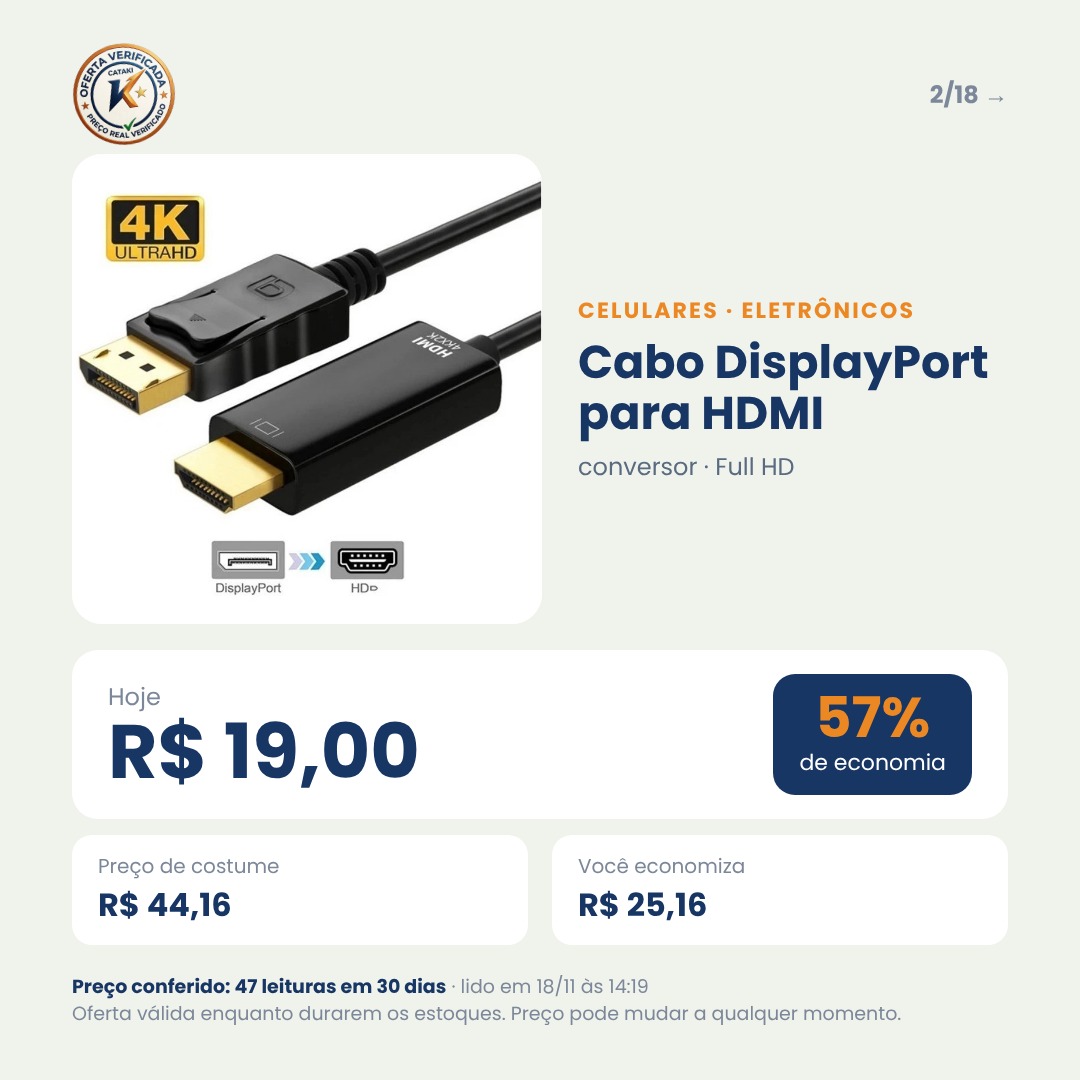 OFERTA VERIFICADA
CATAKI
K
PREÇO REAL VERIFICADO
2/18 →
4K
ULTRAHD
HDMI
4KX2K
DisplayPort
HD
CELULARES · ELETRÔNICOS
Cabo DisplayPort
para HDMI
conversor · Full HD
Hoje
R$ 19,00
57%
de economia
Preço de costume
R$ 44,16
Você economiza
R$ 25,16
Preço conferido: 47 leituras em 30 dias · lido em 18/11 às 14:19
Oferta válida enquanto durarem os estoques. Preço pode mudar a qualquer momento.